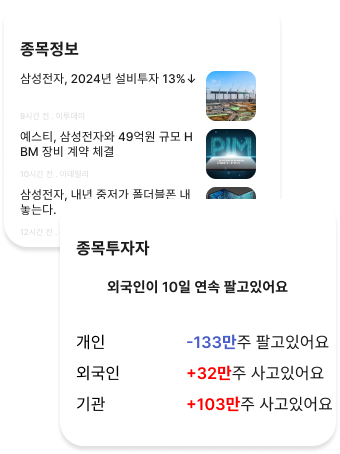 종목정보
삼성전자, 2024년 설비투자 13%↓
9시간 전 . 이투데이
예스티, 삼성전자와 49억원 규모 H
BM 장비 계약 체결
10시간 전 . 이데일리
삼성전자, 내년 중저가 폴더블폰 내
놓는다.
12시간 전 .
PIM
종목투자자
외국인이 10일 연속 팔고있어요
개인 -133만주 팔고있어요
외국인 +32만주 사고있어요
기관 +103만주 사고있어요